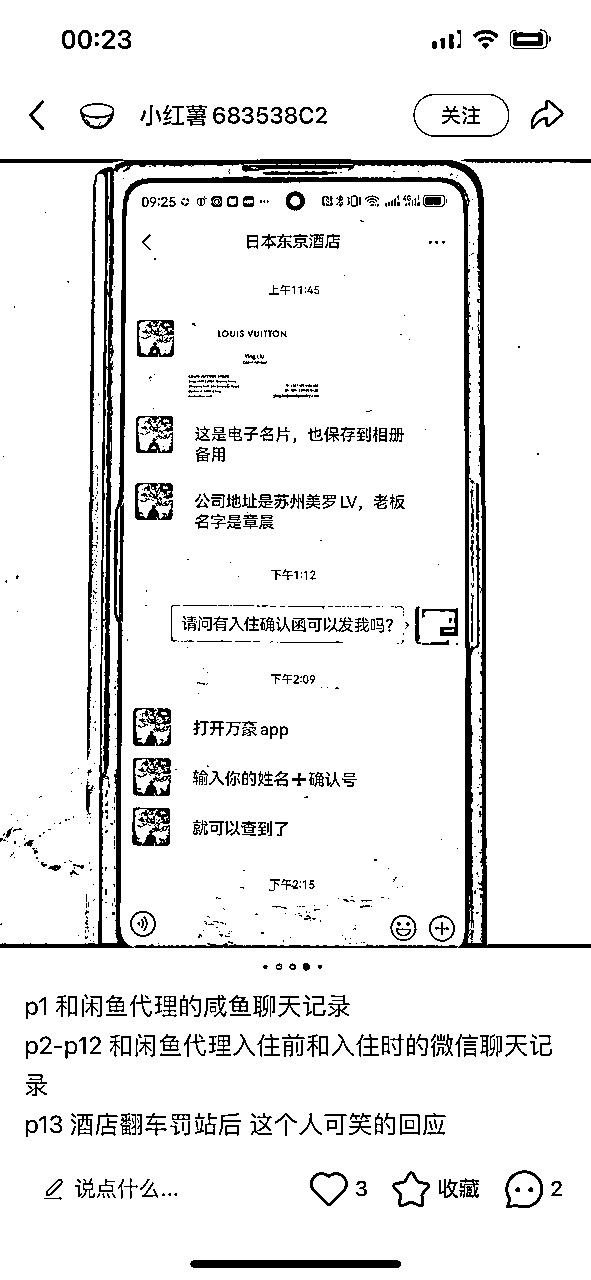 00:23
小红薯683538C2
关注
09:25
日本东京酒店
上午11:45
LOUIS VUITTON
这是电子名片，也保存到相册
备用
公司地址是苏州美罗LV，老板
名字是章晨
下午1:12
请问有入住确认函可以发我吗？
下午2:09
打开万豪app
输入你的姓名➕确认号
就可以查到了
下午2:15
p1 和闲鱼代理的咸鱼聊天记录
p2-p12 和闲鱼代理入住前和入住时的微信聊天记
录
p13 酒店翻车罚站后 这个人可笑的回应
说点什么...
3
收藏
2